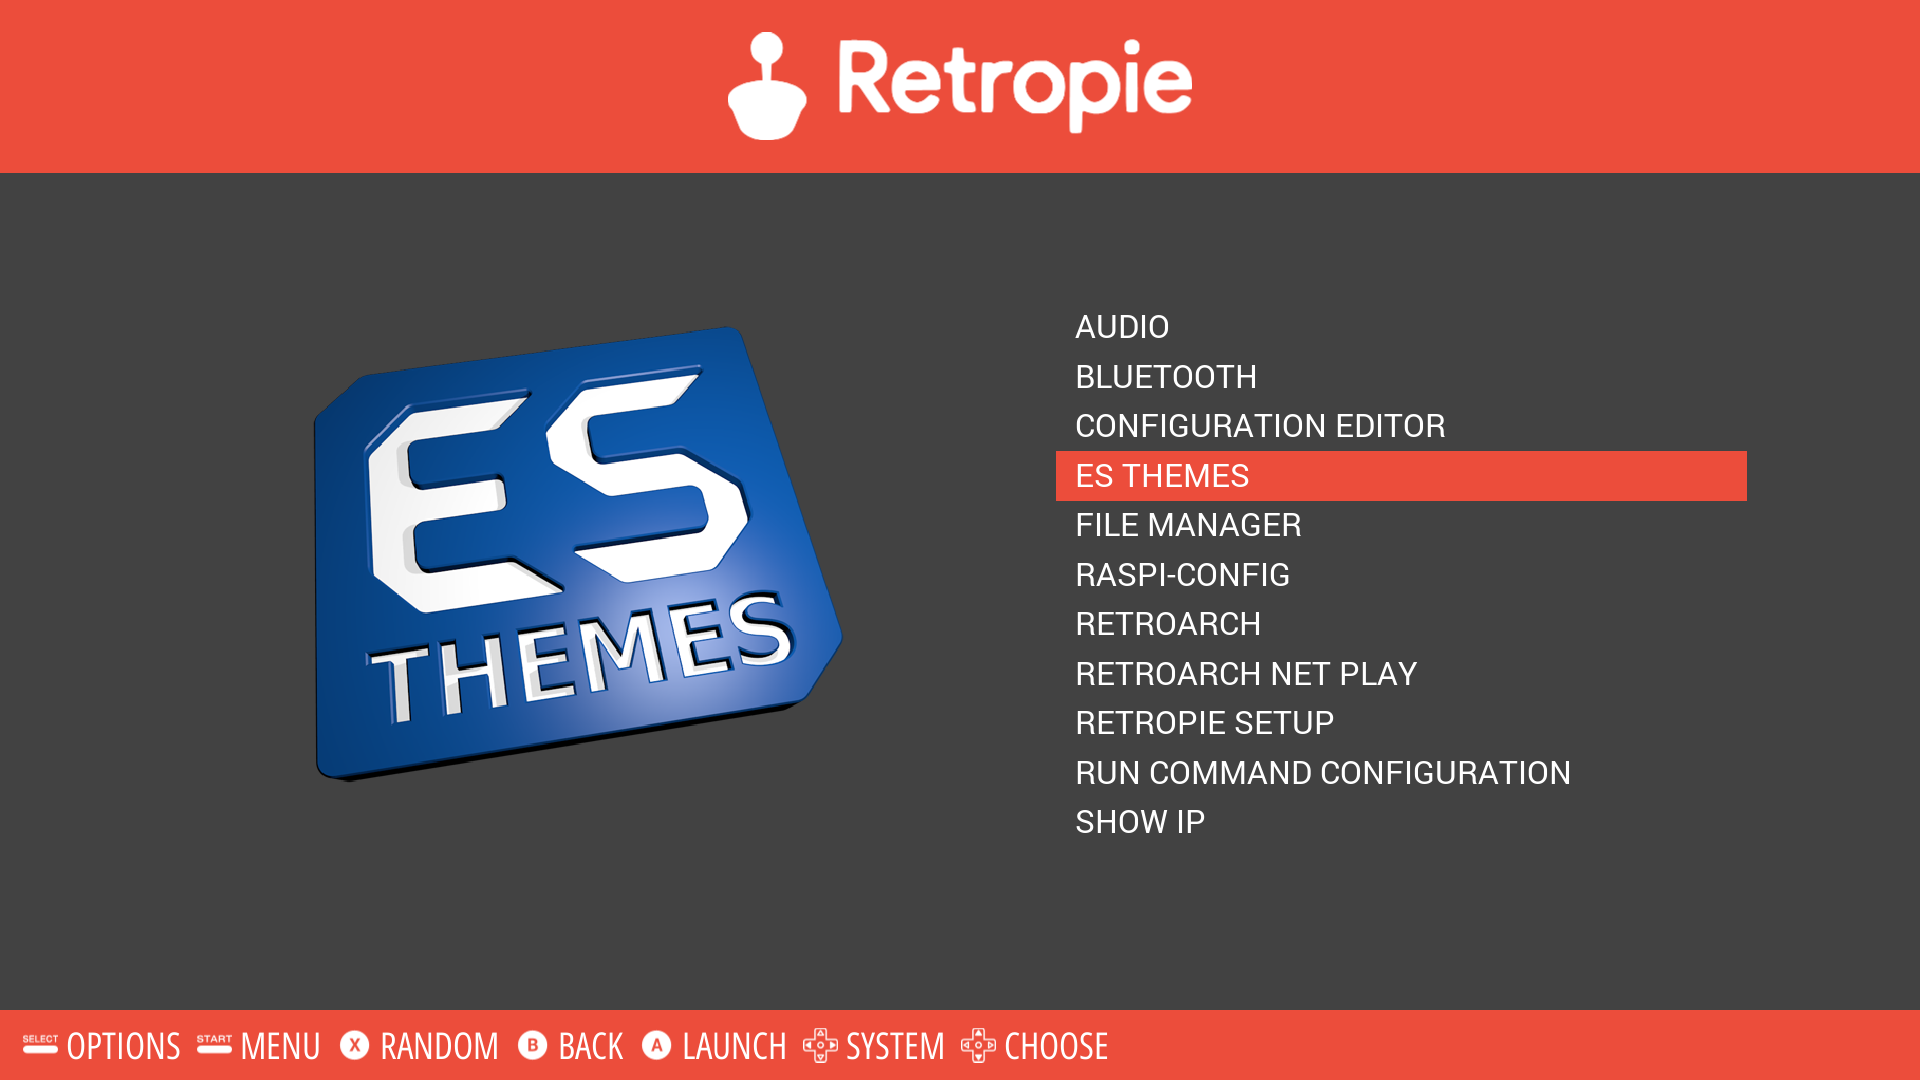 Retropie
ES
THEMES
AUDIO
BLUETOOTH
CONFIGURATION EDITOR
ES THEMES
FILE MANAGER
RASPI-CONFIG
RETROARCH
RETROARCH NET PLAY
RETROPIE SETUP
RUN COMMAND CONFIGURATION
SHOW IP
SELECT OPTIONS START MENU X RANDOM B BACK A LAUNCH SYSTEM CHOOSE